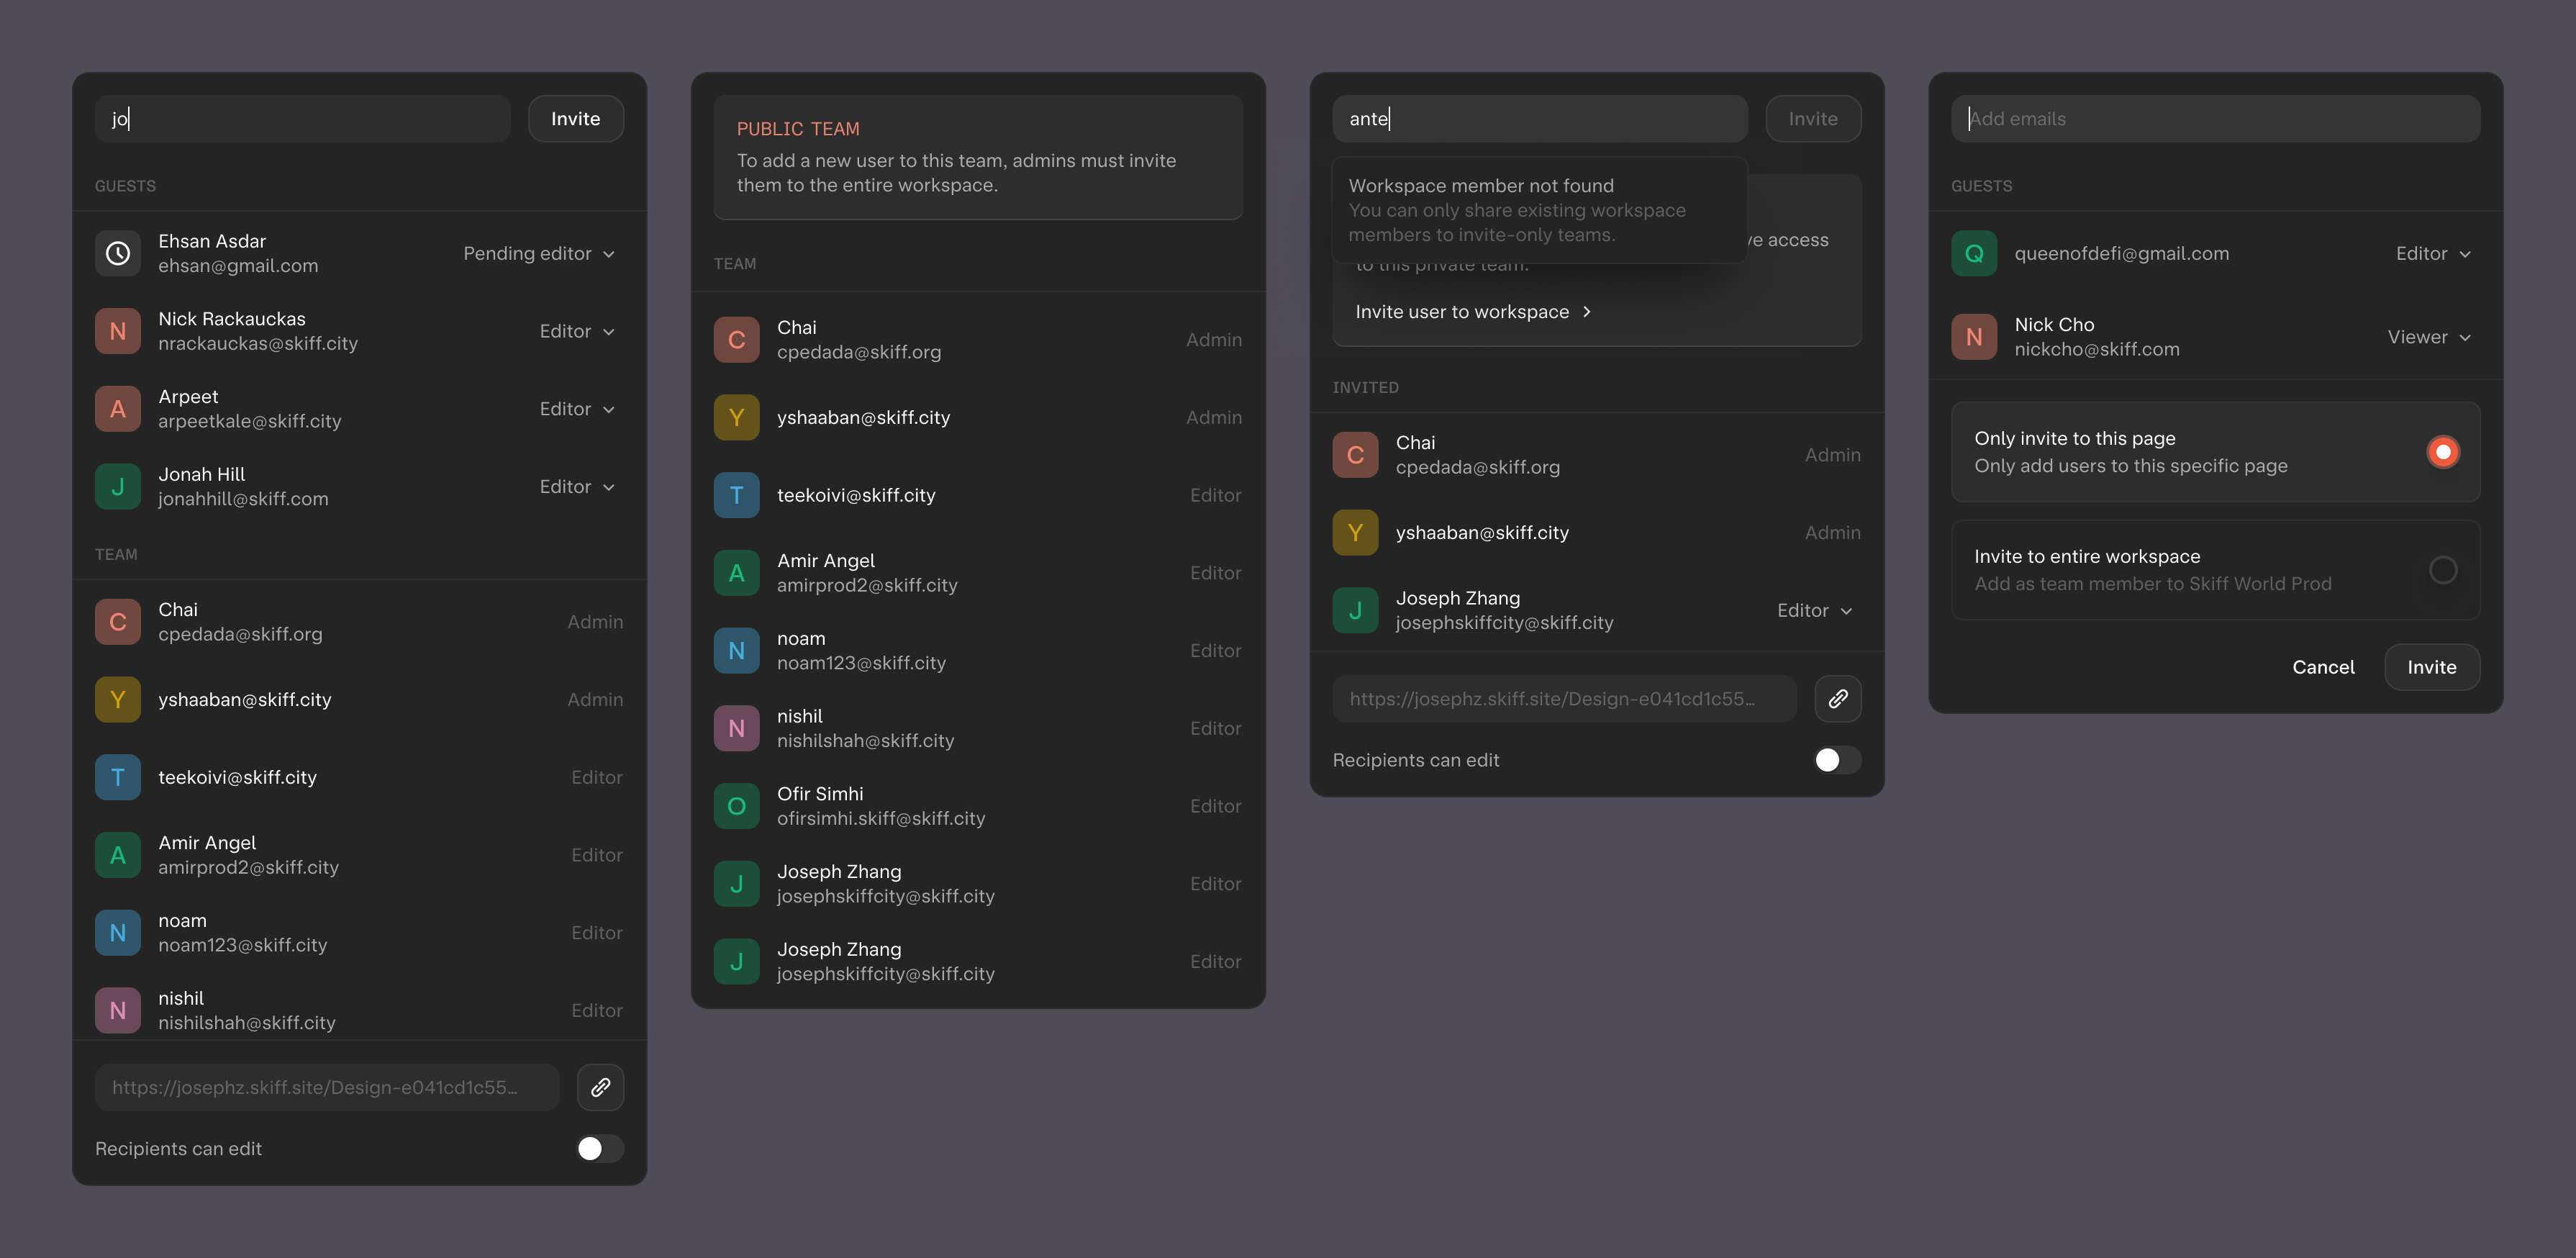 jo
Invite
GUESTS
Ehsan Asdar
ehsan@gmail.com
Pending editor
N
Nick Rackauckas
nrackauckas@skiff.city
Editor
A
Arpeet
arpeetkale@skiff.city
Editor
J
Jonah Hill
jonahhill@skiff.com
Editor
TEAM
C
Chai
cpedada@skiff.org
Admin
Y
yshaaban@skiff.city
Admin
T
teekoivi@skiff.city
Editor
A
Amir Angel
amirprod2@skiff.city
Editor
N
noam
noam123@skiff.city
Editor
N
nishil
nishilshah@skiff.city
Editor
https://josephz.skiff.site/Design-e041cd1c55…
Recipients can edit
PUBLIC TEAM
To add a new user to this team, admins must invite
them to the entire workspace.
TEAM
C
Chai
cpedada@skiff.org
Admin
Y
yshaaban@skiff.city
Admin
T
teekoivi@skiff.city
Editor
A
Amir Angel
amirprod2@skiff.city
Editor
N
noam
noam123@skiff.city
Editor
N
nishil
nishilshah@skiff.city
Editor
O
Ofir Simhi
ofirsimhi.skiff@skiff.city
Editor
J
Joseph Zhang
josephskiffcity@skiff.city
Editor
J
Joseph Zhang
josephskiffcity@skiff.city
Editor
ante
Invite
Workspace member not found
You can only share existing workspace
members to invite-only teams.
access
to this private team.
Invite user to workspace
INVITED
C
Chai
cpedada@skiff.org
Admin
Y
yshaaban@skiff.city
Admin
J
Joseph Zhang
josephskiffcity@skiff.city
Editor
https://josephz.skiff.site/Design-e041cd1c55…
Recipients can edit
Add emails
GUESTS
Q
queenofdefi@gmail.com
Editor
N
Nick Cho
nickcho@skiff.com
Viewer
Only invite to this page
Only add users to this specific page
Invite to entire workspace
Add as team member to Skiff World Prod
Cancel
Invite